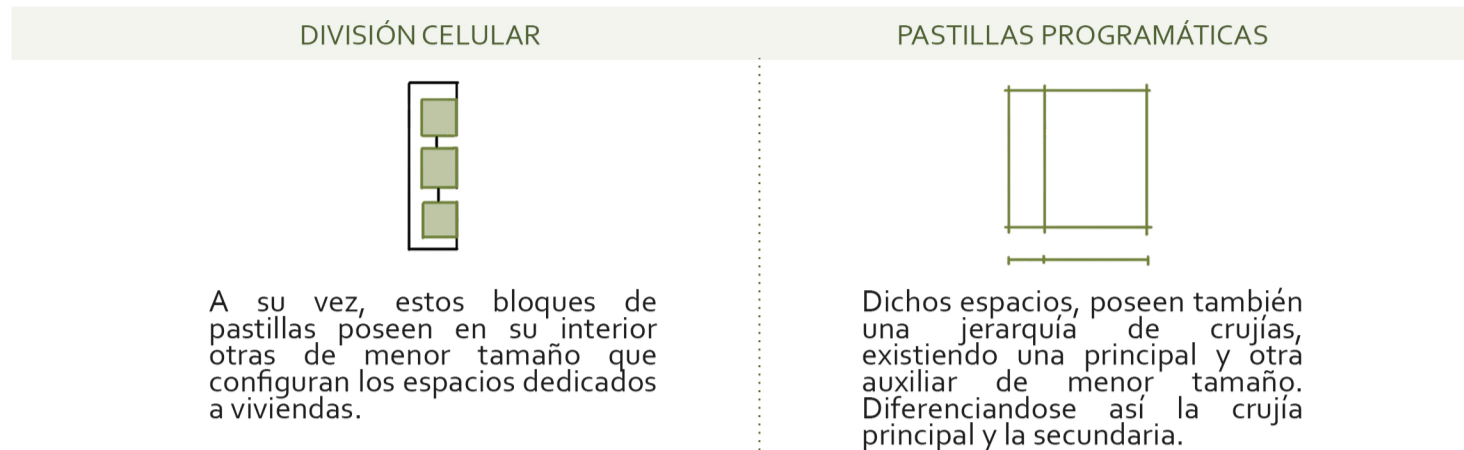 DIVISIÓN CELULAR
A su vez, estos bloques de
pastillas poseen en su interior
otras de menor tamaño que
configuran los espacios dedicados
a viviendas.
PASTILLAS PROGRAMÁTICAS
Dichos espacios, poseen también
una jerarquía de crujías,
existiendo una principal y otra
auxiliar de menor tamaño.
Diferenciandose así la crujía
principal y la secundaria.